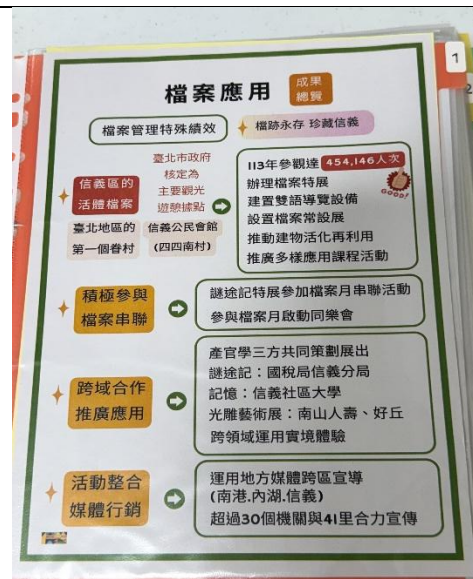 1
2
檔案應用
成果
總覽
檔案管理特殊績效
檔跡永存 珍藏信義
信義區的
活體檔案
臺北市政府
核定為
主要觀光
遊憩據點
臺北地區的
第一個眷村
信義公民會館
(四四南村)
113年參觀達 454,146人次
辦理檔案特展
建置雙語導覽設備
設置檔案常設展
推動建物活化再利用
推廣多樣應用課程活動
GOOD!
積極參與
檔案串聯
謎途記特展參加檔案月串聯活動
參與檔案月啟動同樂會
跨域合作
推廣應用
產官學三方共同策劃展出
謎途記：國稅局信義分局
記憶：信義社區大學
光雕藝術展：南山人壽、好丘
跨領域運用實境體驗
活動整合
媒體行銷
運用地方媒體跨區宣導
(南港.內湖.信義)
超過30個機關與41里合力宣傳